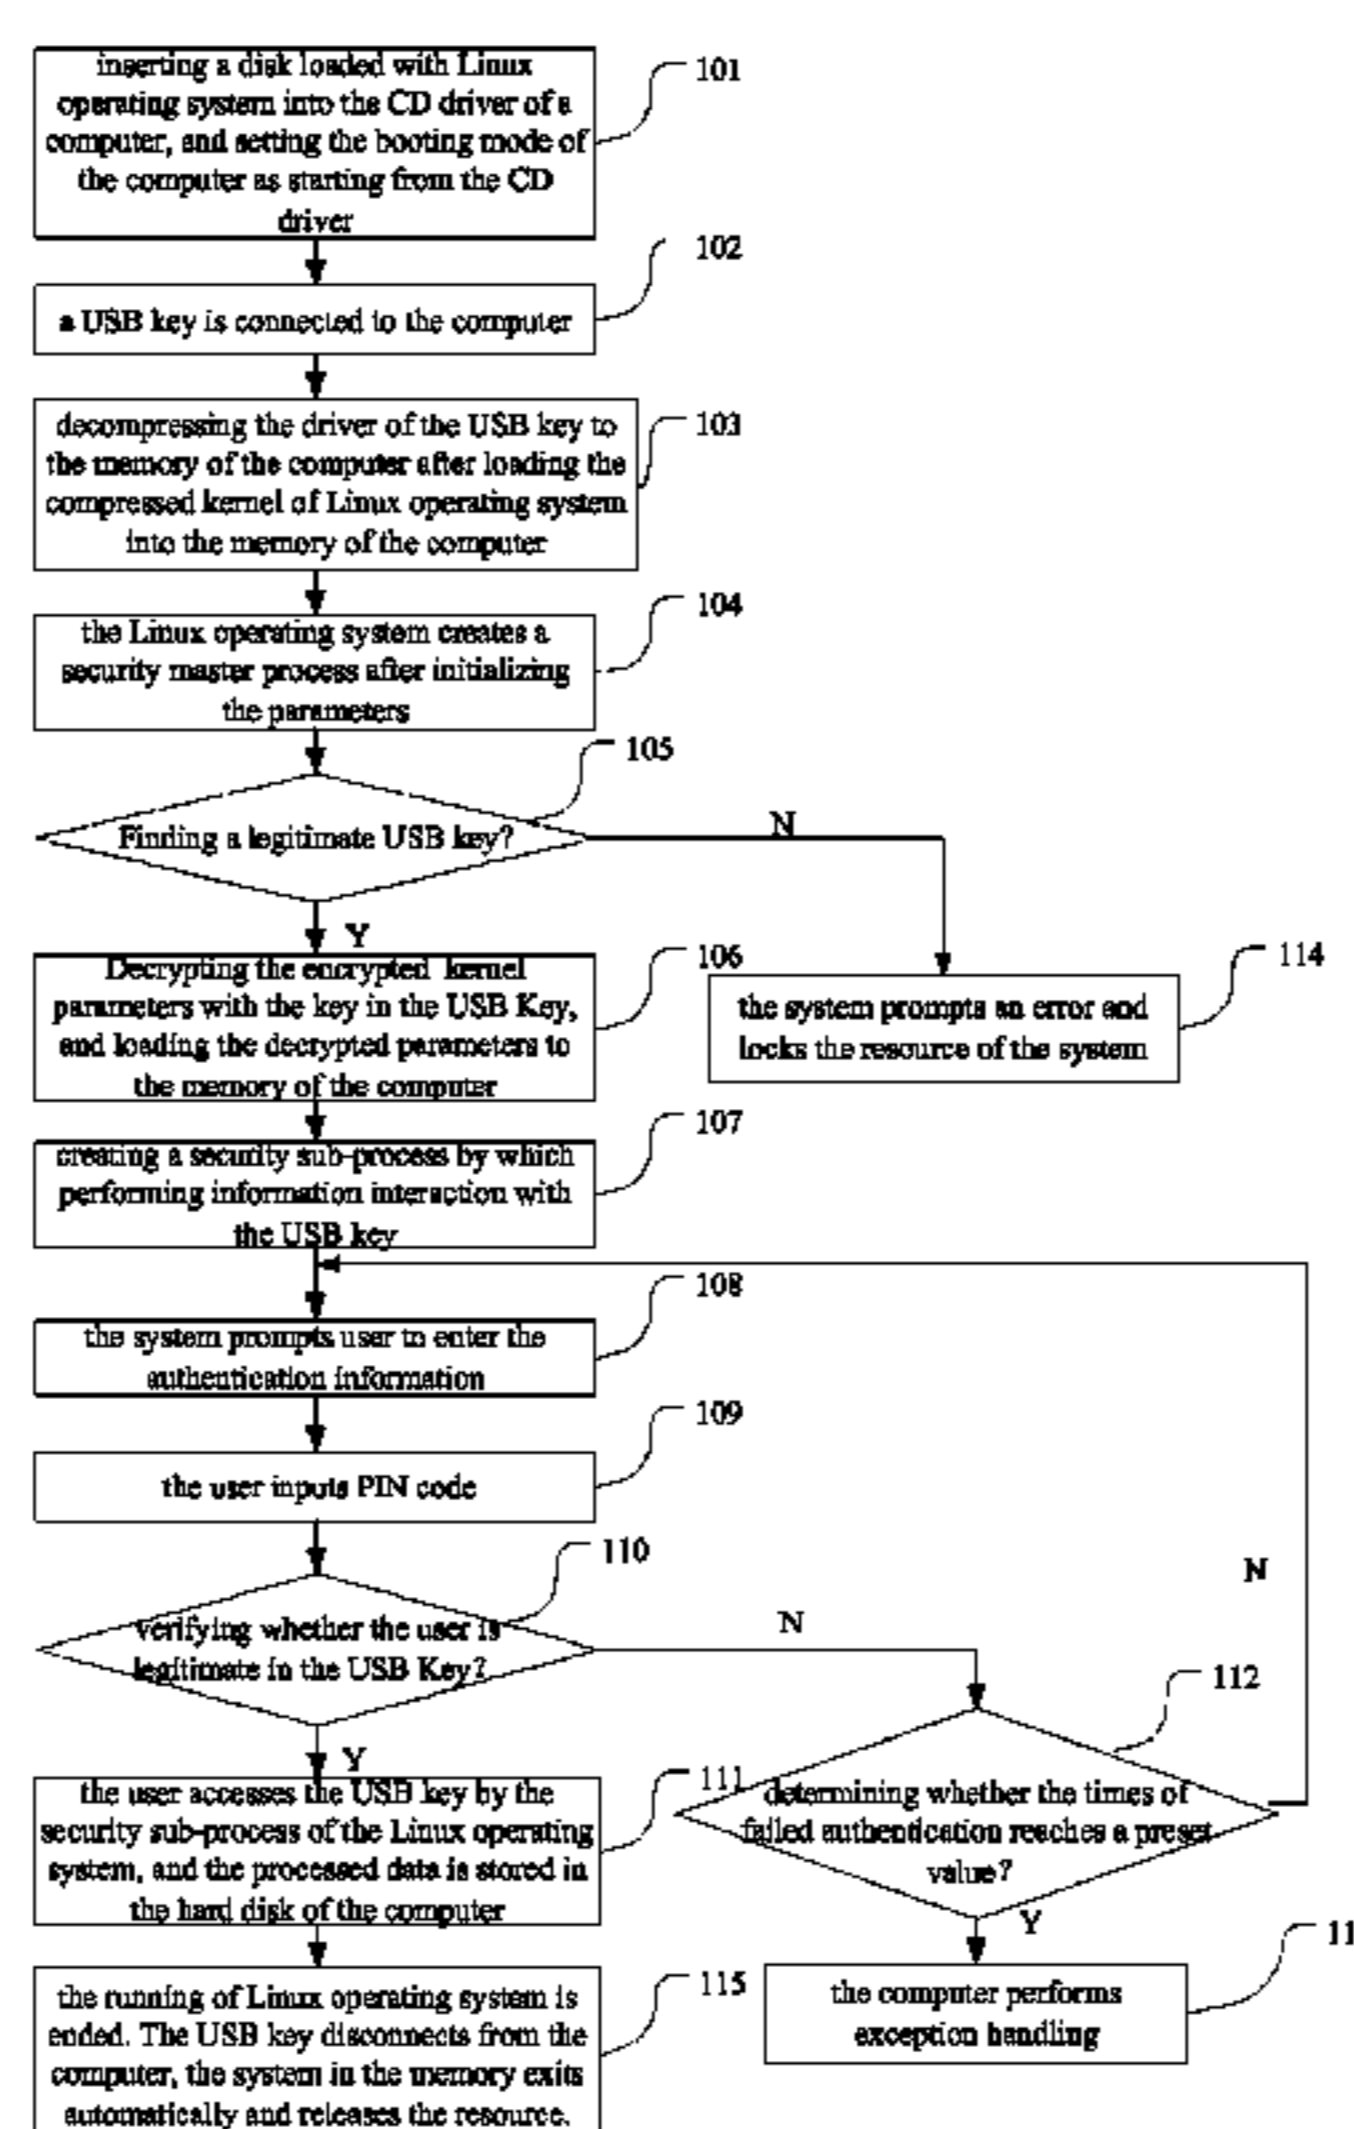 inserting a disk loaded with Linux
operating system into the CD driver of a
computer, and setting the booting mode of
the computer as starting from the CD
driver
101
102
a USB key is connected to the computer
103
decompressing the driver of the USB key to
the memory of the computer after loading the
compressed kernel of Linux operating system
into the memory of the computer
104
the Linux operating system creates a
security master process after initializing
the parameters
105
Finding a legitimate USB key?
N
Y
106
Decrypting the encrypted kernel
parameters with the key in the USB Key,
and loading the decrypted parameters to
the memory of the computer
114
the system prompts an error and
locks the resource of the system
107
creating a security sub-process by which
performing information interaction with
the USB key
108
the system prompts user to enter the
authentication information
109
the user inputs PIN code
110
verifying whether the user is
legitimate in the USB Key?
N
N
Y
112
determining whether the times of
failed authentication reaches a preset
value?
Y
111
the user accesses the USB key by the
security sub-process of the Linux operating
system, and the processed data is stored in
the hard disk of the computer
11
the computer performs
exception handling
115
the running of Linux operating system is
ended. The USB key disconnects from the
computer, the system in the memory exits
automatically and releases the resource.